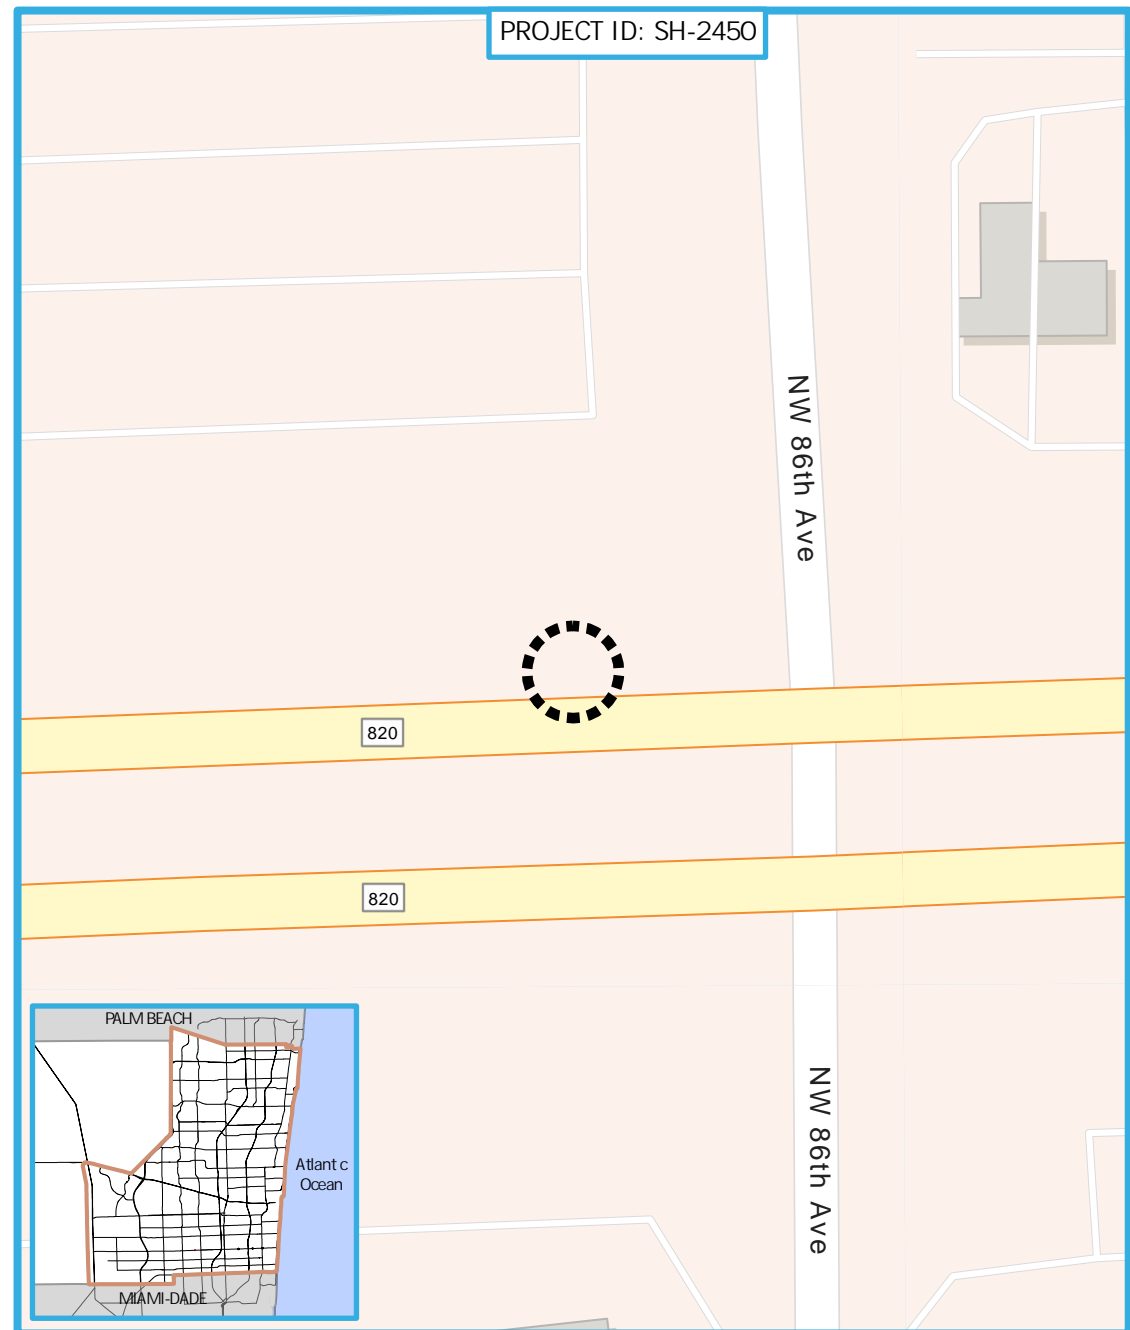 PROJECT ID: SH-2450
NW 86th Ave
820
820
PALM BEACH
Atlant c
Ocean
MIAMI-DADE
NW 86th Ave